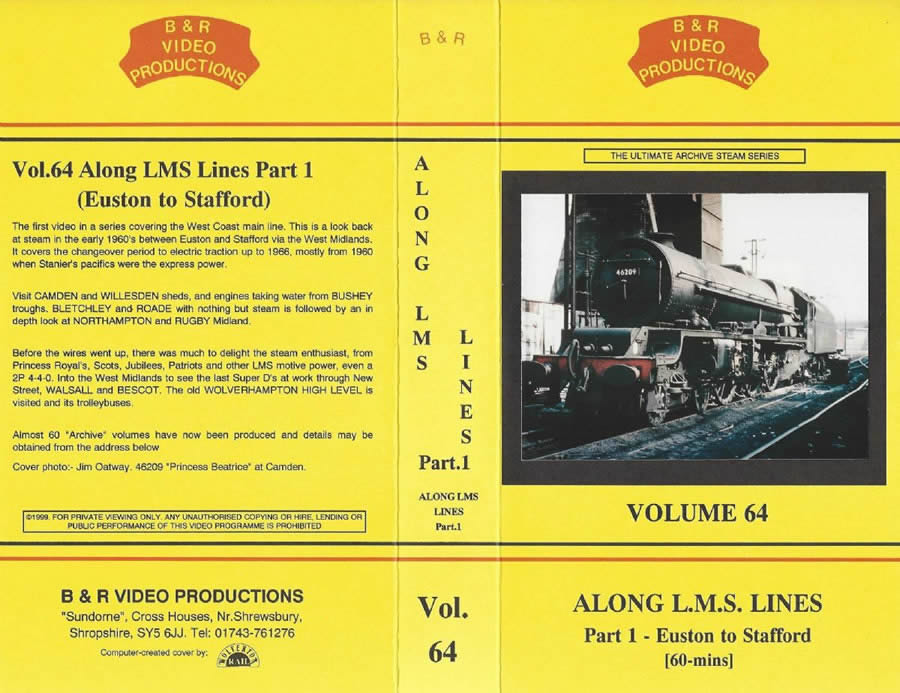 B & R
VIDEO
PRODUCTIONS
Vol.64 Along LMS Lines Part 1
(Euston to Stafford)
The first video in a series covering the West Coast main line. This is a look back
at steam in the early 1960's between Euston and Stafford via the West Midlands.
It covers the changeover period to electric traction up to 1966, mostly from 1960
when Stanier's pacifics were the express power.
Visit CAMDEN and WILLESDEN sheds, and engines taking water from BUSHEY
troughs. BLETCHLEY and ROADE with nothing but steam is followed by an in
depth look at NORTHAMPTON and RUGBY Midland.
Before the wires went up, there was much to delight the steam enthusiast, from
Princess Royal's, Scots, Jubilees, Patriots and other LMS motive power, even a
2P 4-4-0. Into the West Midlands to see the last Super D's at work through New
Street, WALSALL and BESCOT. The old WOLVERHAMPTON HIGH LEVEL is
visited and its trolleybuses.
Almost 60 "Archive" volumes have now been produced and details may be
obtained from the address below
Cover photo:- Jim Oatway. 46209 "Princess Beatrice" at Camden.
©1999. FOR PRIVATE VIEWING ONLY. ANY UNAUTHORISED COPYING OR HIRE, LENDING OR
PUBLIC PERFORMANCE OF THIS VIDEO PROGRAMME IS PROHIBITED
B & R VIDEO PRODUCTIONS
"Sundorne", Cross Houses, Nr.Shrewsbury,
Shropshire, SY5 6JJ. Tel: 01743-761276
Computer-created cover by:
WOLVERTON
RAIL
B & R
ALONG LMS
LINES
Part.1
ALONG LMS
LINES
Part.1
Vol.
64
B & R
VIDEO
PRODUCTIONS
THE ULTIMATE ARCHIVE STEAM SERIES
46209
VOLUME 64
ALONG L.M.S. LINES
Part 1 - Euston to Stafford
[60-mins]